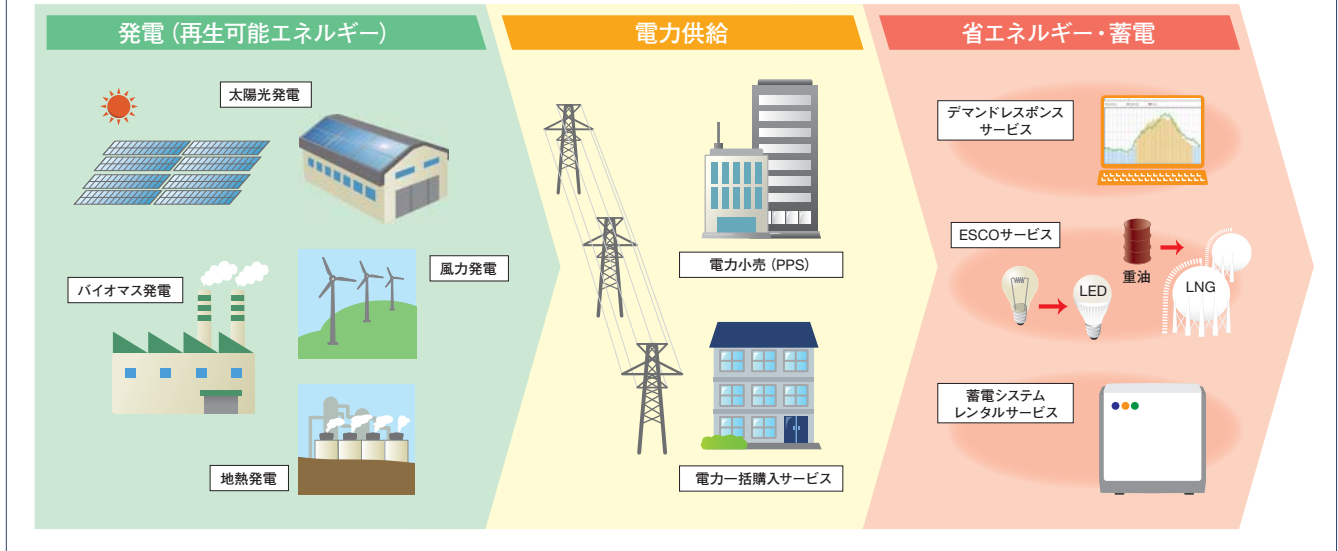 発電（再生可能エネルギー）
太陽光発電
バイオマス発電
風力発電
地熱発電
電力供給
電力小売（PPS）
電力一括購入サービス
省エネルギー・蓄電
デマンドレスポンス
サービス
ESCOサービス
LED
重油
LNG
蓄電システム
レンタルサービス